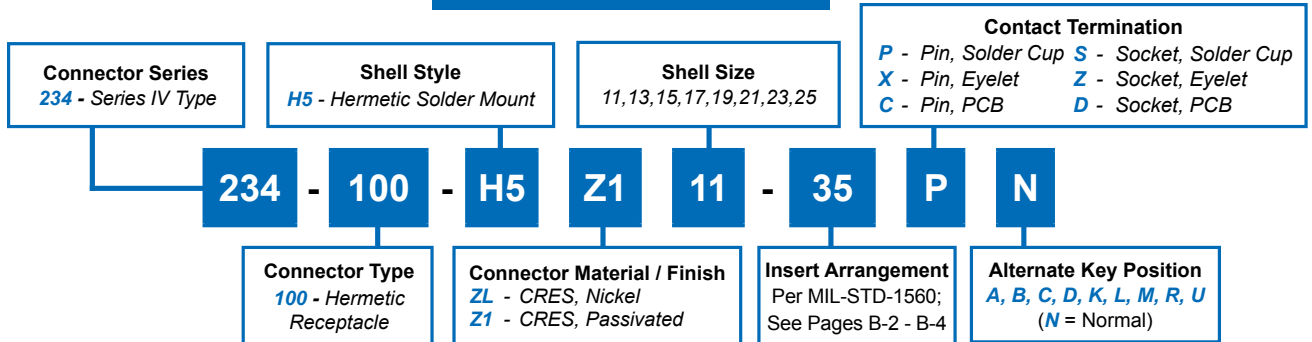 Connector Series
234 - Series IV Type
Shell Style
H5 - Hermetic Solder Mount
Shell Size
11,13,15,17,19,21,23,25
Contact Termination
P - Pin, Solder Cup S - Socket, Solder Cup
X - Pin, Eyelet Z - Socket, Eyelet
C - Pin, PCB D - Socket, PCB
234 - 100 - H5 Z1 11 - 35 P N
Connector Type
100 - Hermetic
Receptacle
Connector Material / Finish
ZL - CRES, Nickel
Z1 - CRES, Passivated
Insert Arrangement
Per MIL-STD-1560;
See Pages B-2 - B-4
Alternate Key Position
A, B, C, D, K, L, M, R, U
(N = Normal)